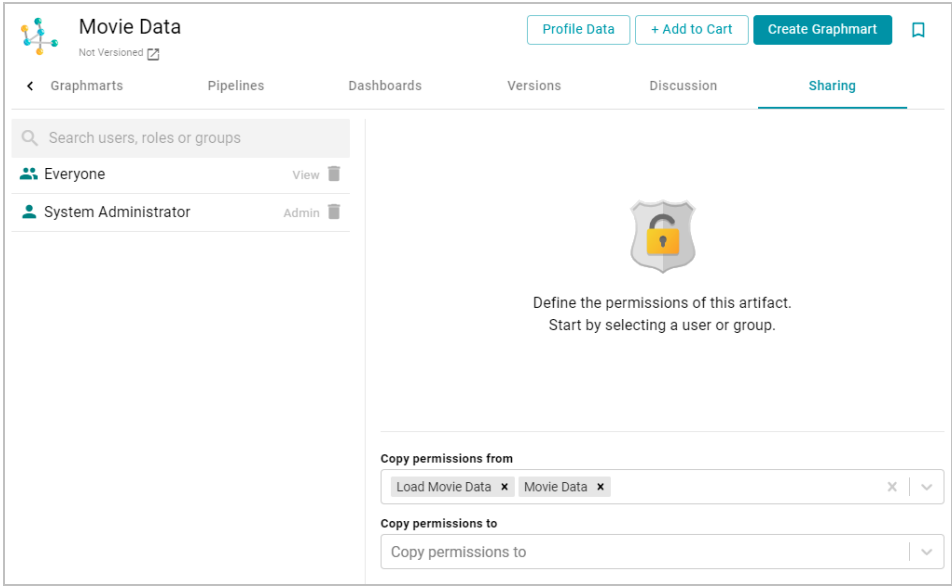 Movie Data
Not Versioned
Profile Data
+ Add to Cart
Create Graphmart
Graphmarts
Pipelines
Dashboards
Versions
Discussion
Sharing
Search users, roles or groups
Everyone View
System Administrator Admin
Define the permissions of this artifact.
Start by selecting a user or group.
Copy permissions from
Load Movie Data × Movie Data ×
Copy permissions to
Copy permissions to